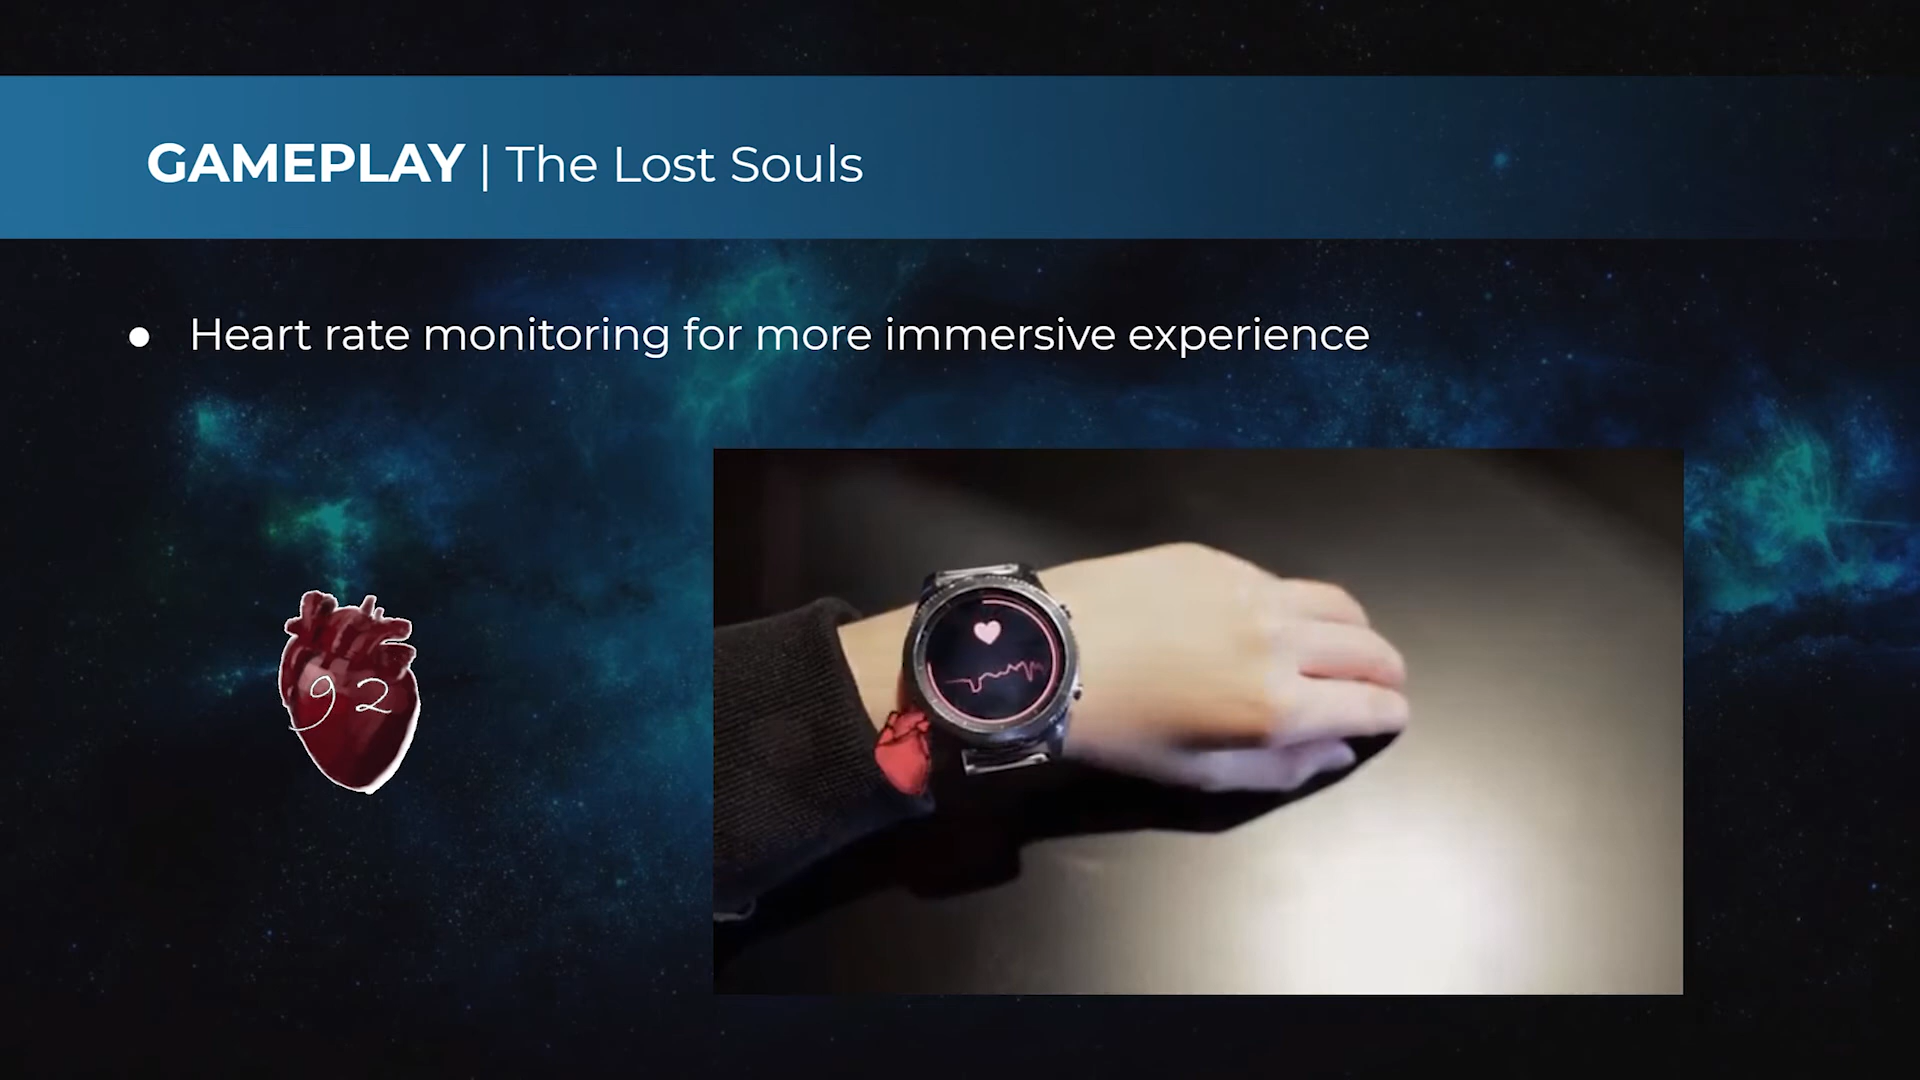 GAMEPLAY | The Lost Souls
● Heart rate monitoring for more immersive experience
92